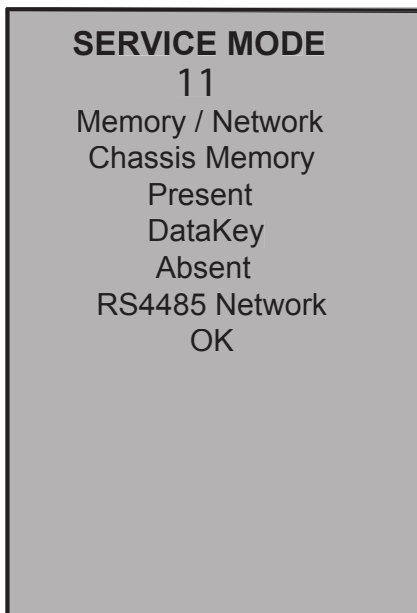 SERVICE MODE
11
Memory / Network
Chassis Memory
Present
DataKey
Absent
RS4485 Network
OK